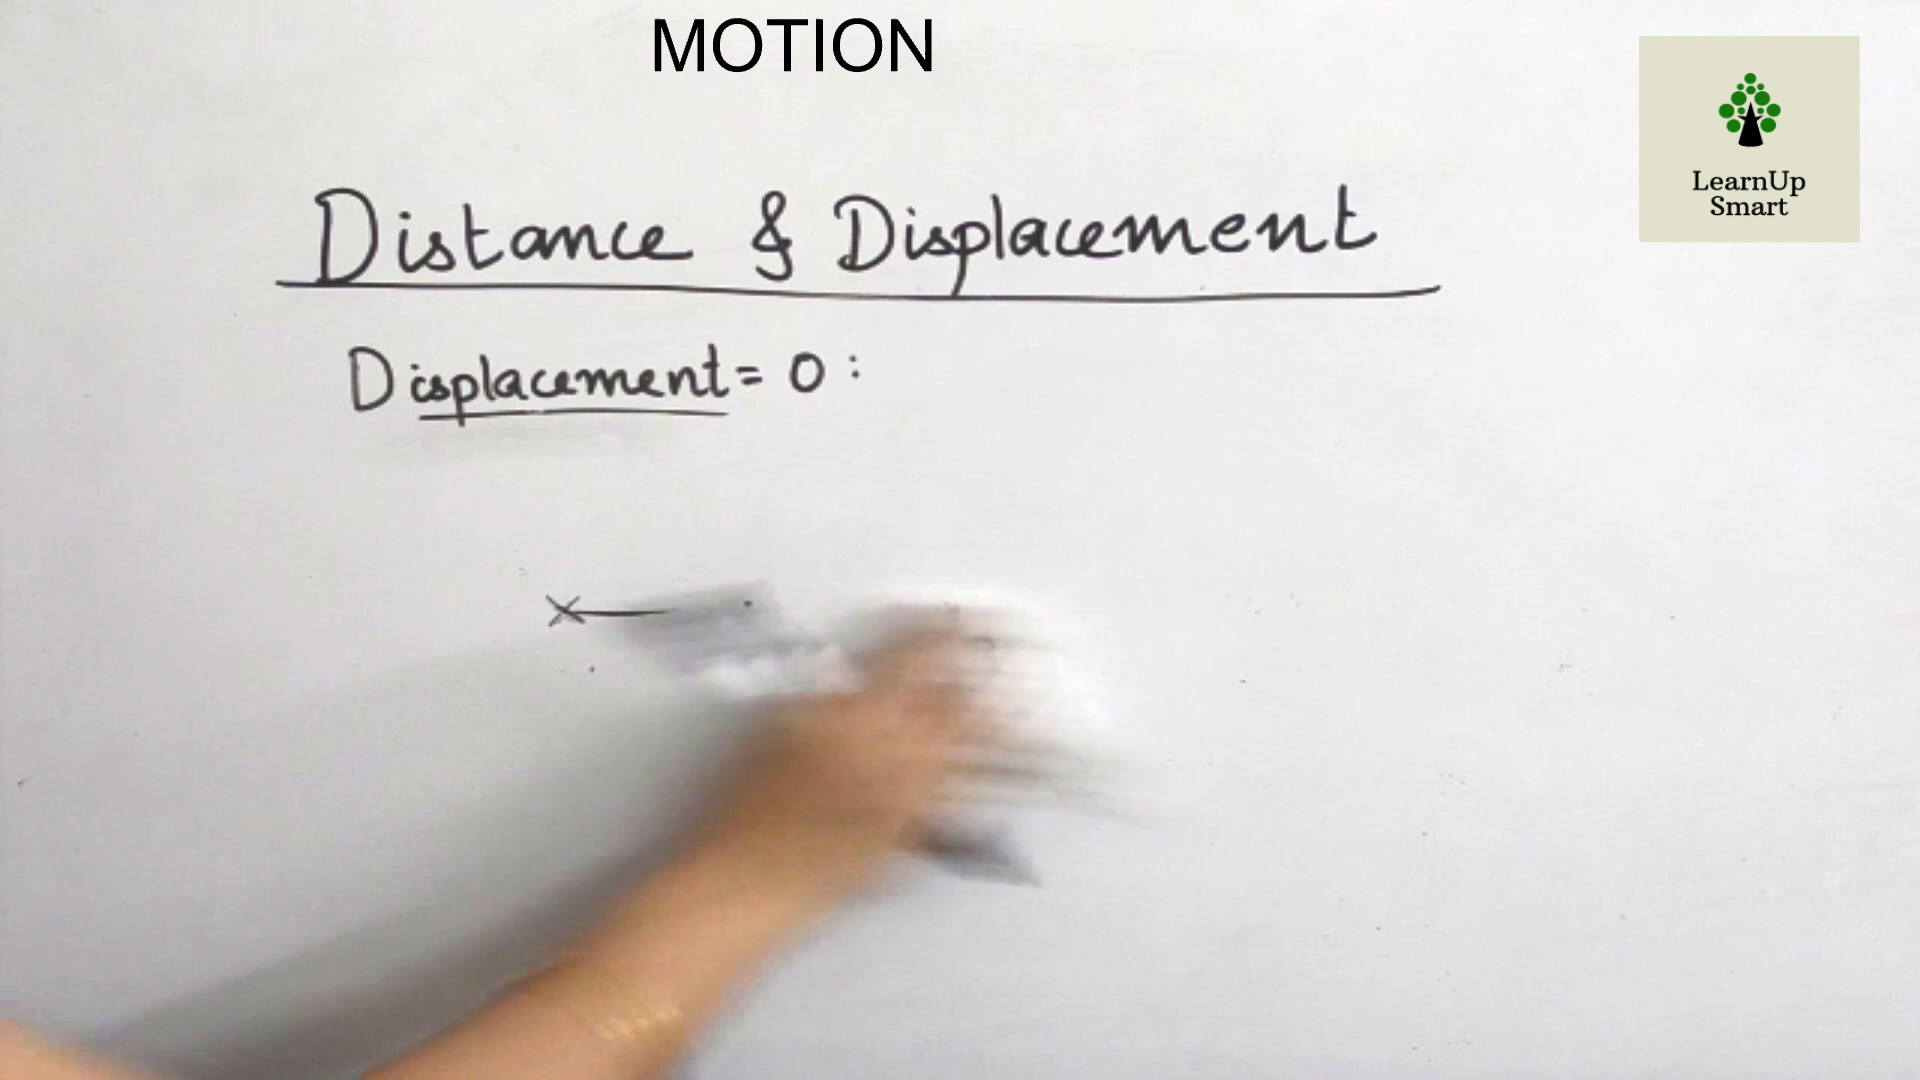 MOTION
LearnUp
Smart
Distance & Displacement
Displacement = 0 :